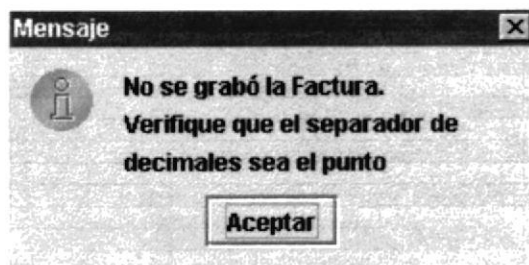 Mensaje
No se grabó la Factura.
Verifique que el separador de
decimales sea el punto
Aceptar